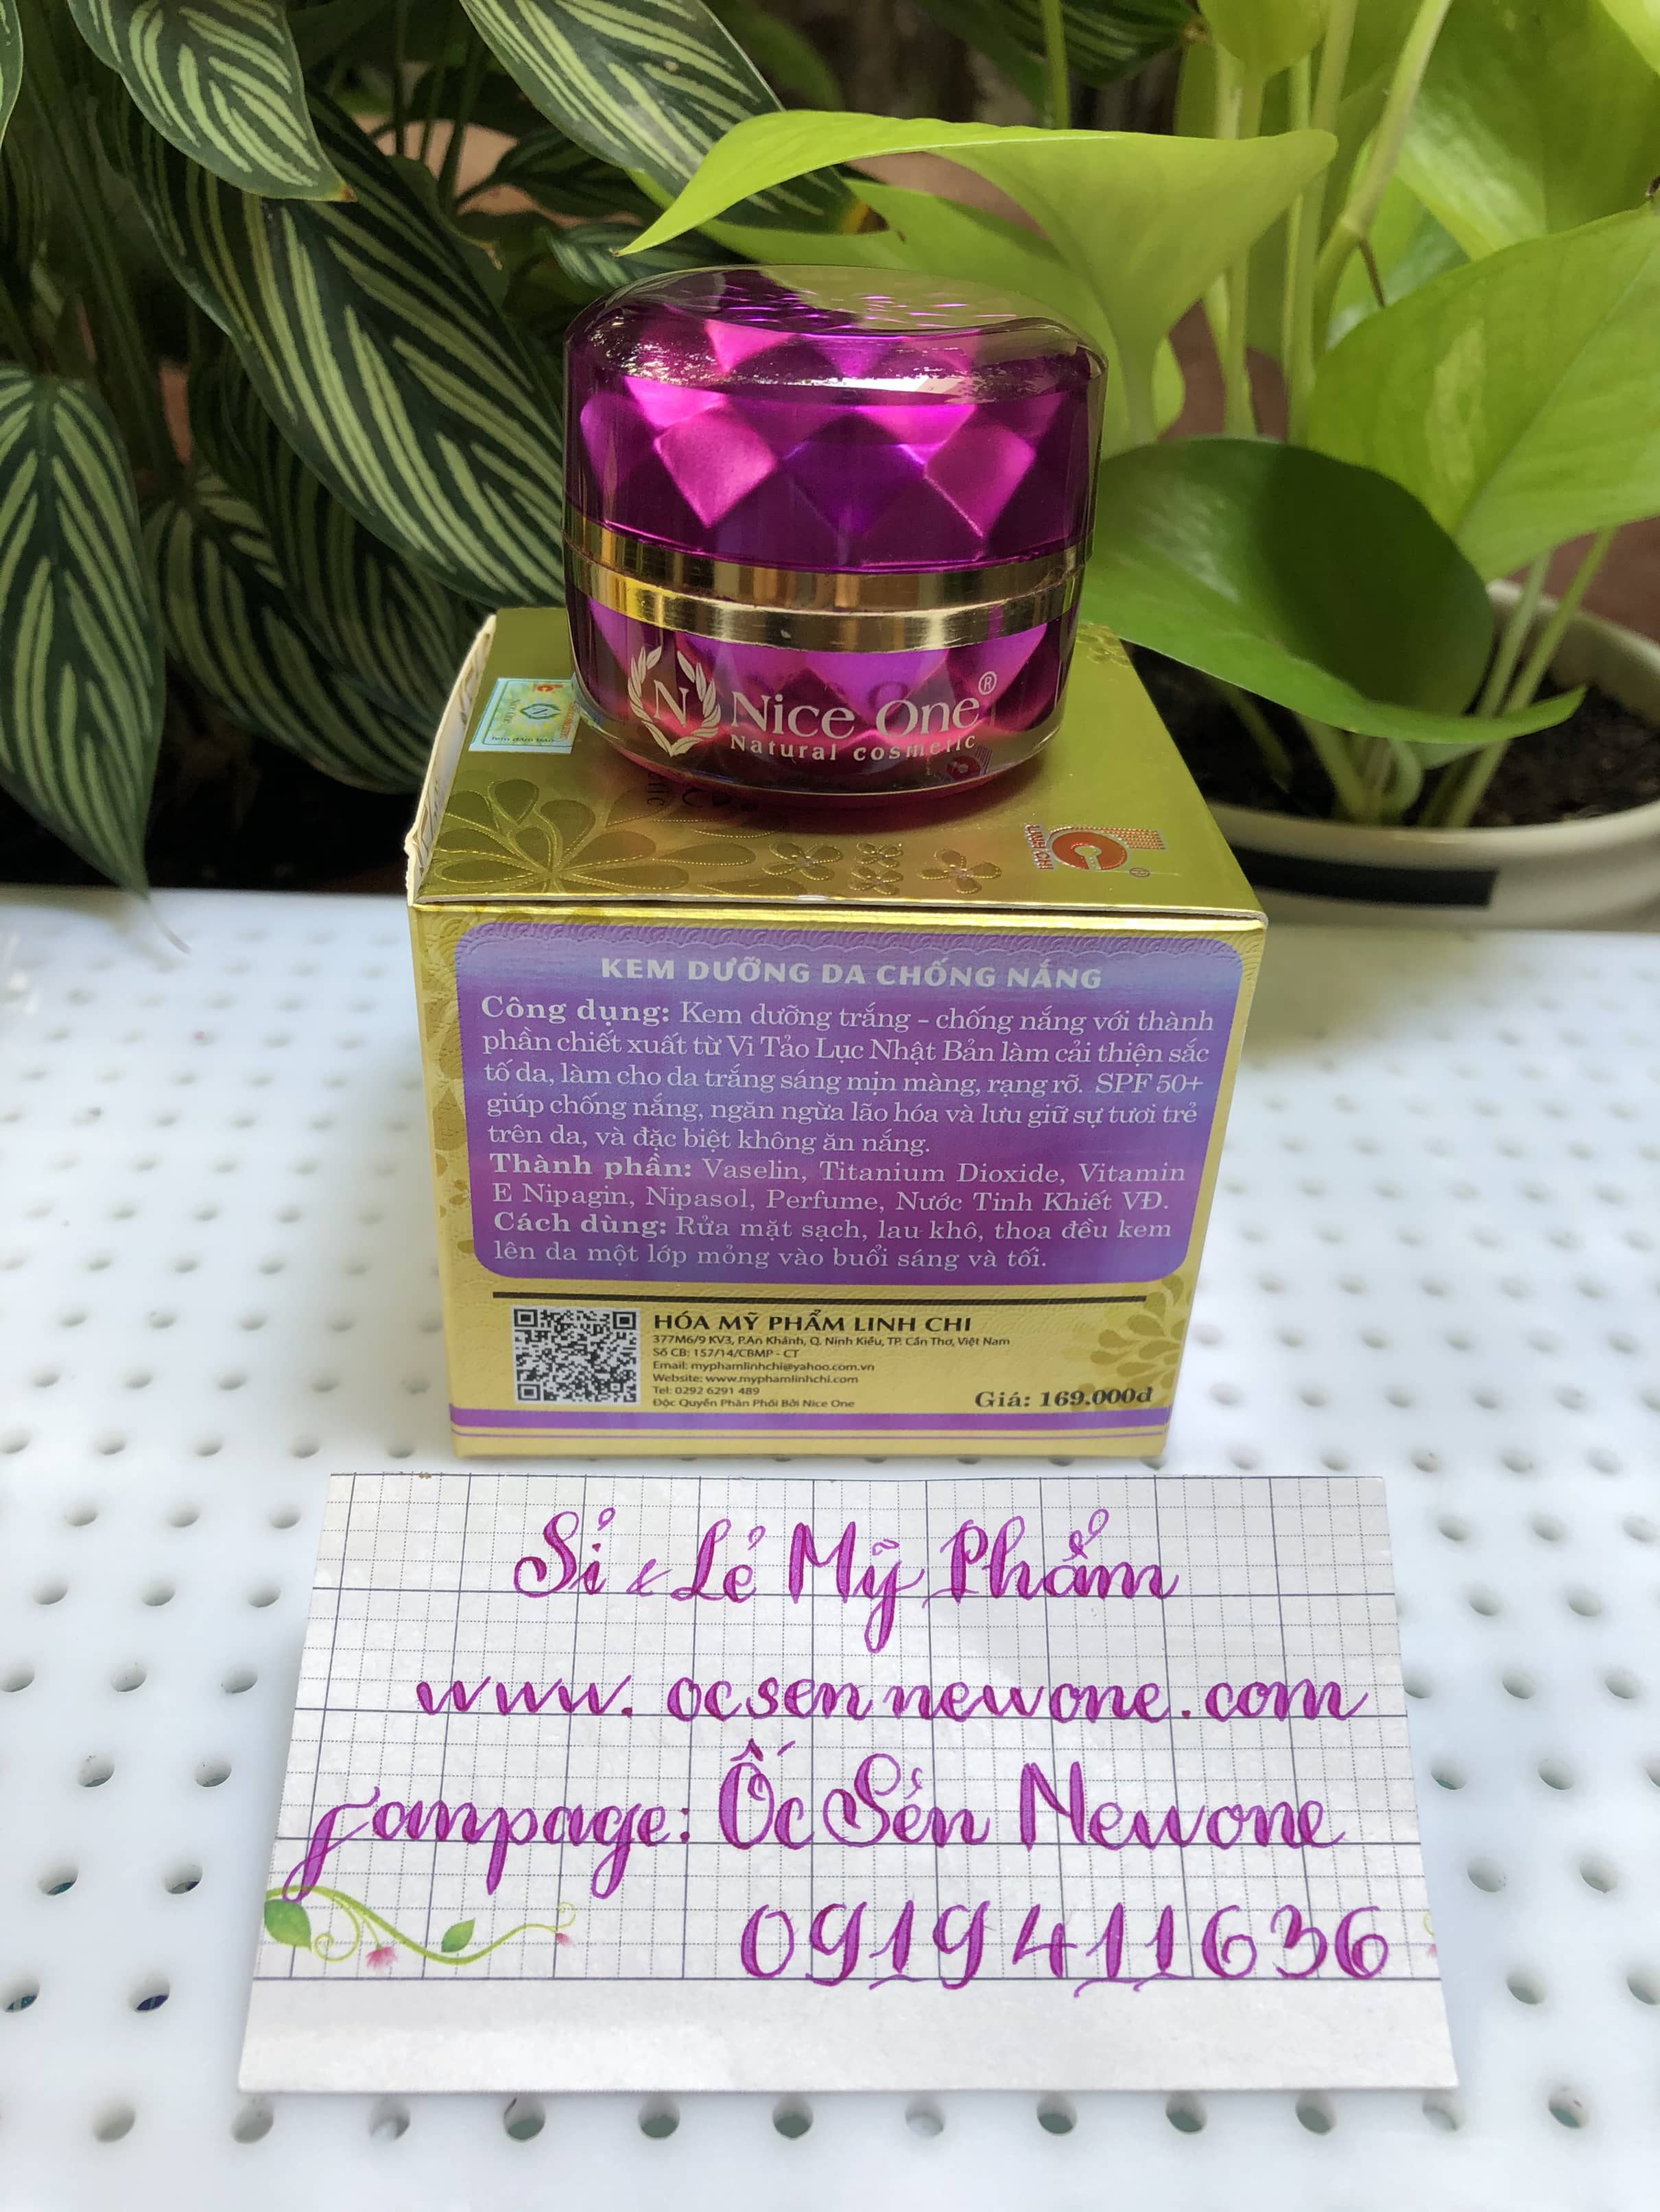 N
Nice One®
Natural cosmetic
LINH CHI
KEM DƯỠNG DA CHỐNG NẮNG
Công dụng: Kem dưỡng trắng - chống nắng với thành
phần chiết xuất từ Vi Tảo Lục Nhật Bản làm cải thiện sắc
tố da, làm cho da trắng sáng mịn màng, rạng rỡ. SPF 50+
giúp chống nắng, ngăn ngừa lão hóa và lưu giữ sự tươi trẻ
trên da, và đặc biệt không ăn nắng.
Thành phần: Vaselin, Titanium Dioxide, Vitamin
E Nipagin, Nipasol, Perfume, Nước Tinh Khiết VĐ.
Cách dùng: Rửa mặt sạch, lau khô, thoa đều kem
lên da một lớp mỏng vào buổi sáng và tối.
HÓA MỸ PHẨM LINH CHI
377M6/9 KV3, P.An Khánh, Q. Ninh Kiều, TP. Cần Thơ, Việt Nam
Số CB: 157/14/CBMP - CT
Email: myphamlinhchi@yahoo.com.vn
Website: www.myphamlinhchi.com
Tel: 0292 6291 489
Độc Quyền Phân Phối Bởi Nice One
Giá: 169.000đ
Sỉ & Lẻ Mỹ Phẩm
www.ocsennewone.com
fanpage: Ốc Sên Newone
0919411636